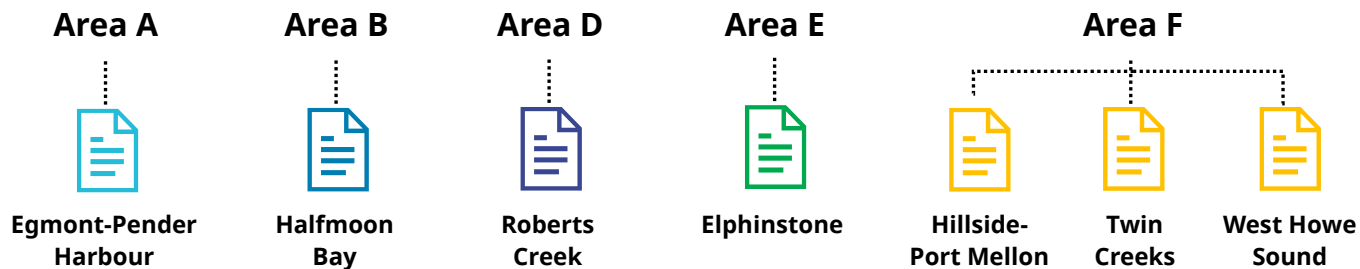 Area A
Area B
Area D
Area E
Area F
Egmont-Pender
Harbour
Halfmoon
Bay
Roberts
Creek
Elphinstone
Hillside-
Port Mellon
Twin
Creeks
West Howe
Sound